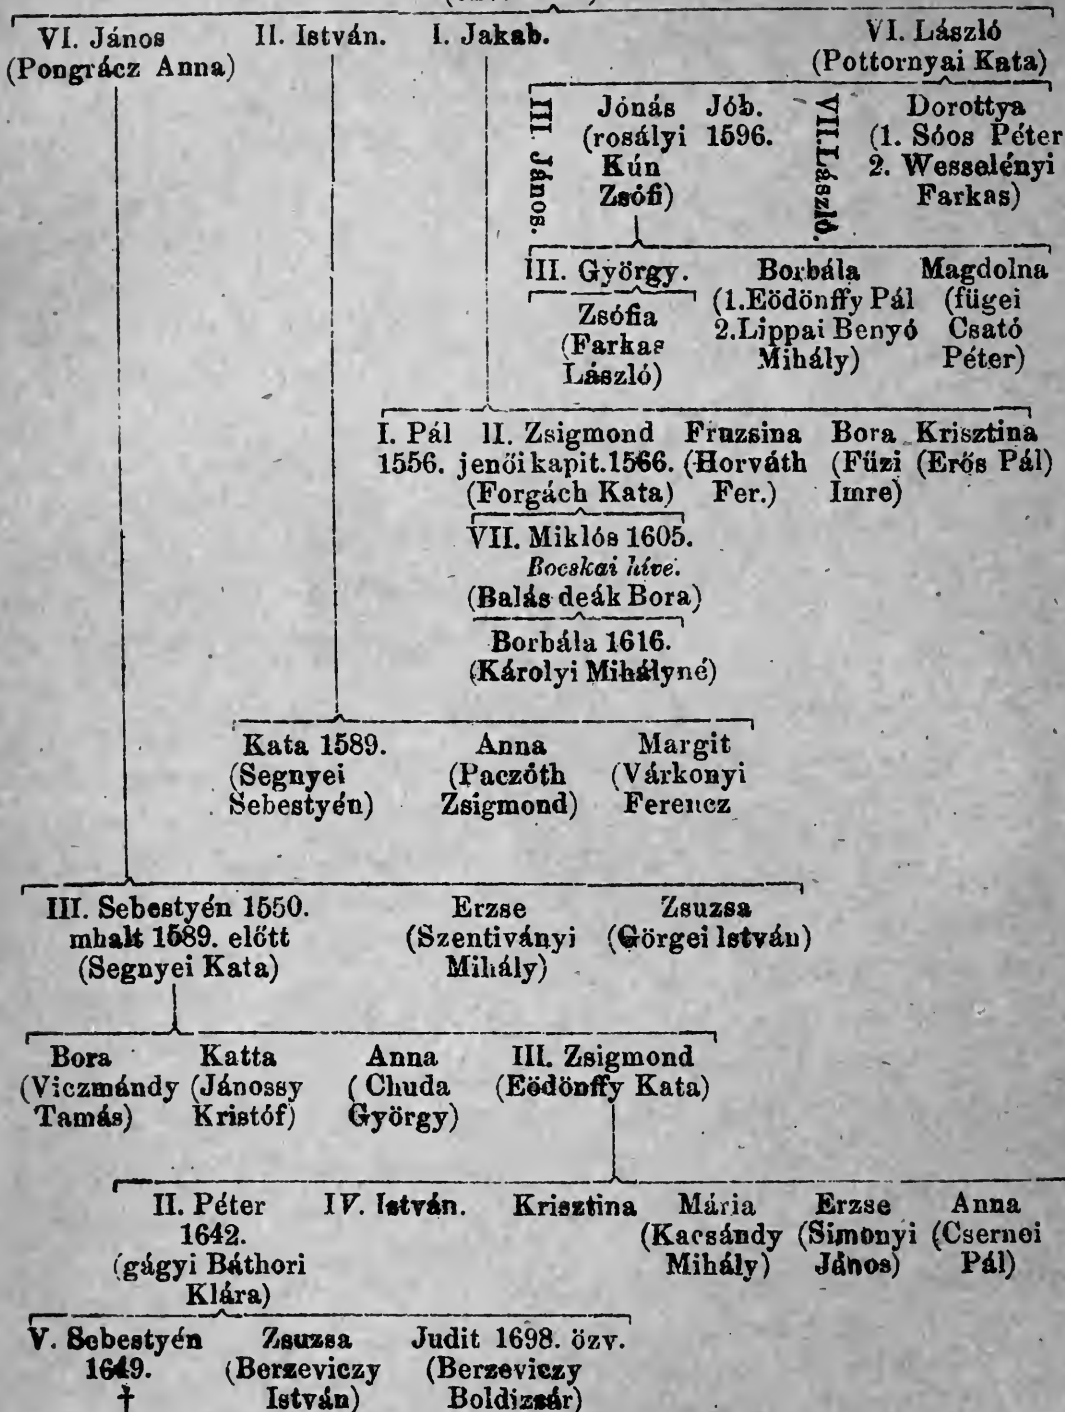 VI. János II. István. I. Jakab. VI. László
(Pongrácz Anna) (Pottornyai Kata)
III. János.
Jónás Jób. VII. László. Dorottya
(rosályi 1596. (1. Sóos Péter
Kún 2. Wesselényi
Zsófi) Farkas)
III. György. Borbála Magdolna
Zsófia (1.Eödönffy Pál (fügei
(Farkas 2.Lippai Benyó Csató
László) Mihály) Péter)
I. Pál II. Zsigmond Fruzsina Bora Krisztina
1556. jenői kapit. 1566. (Horváth (Fűzi (Erős Pál)
(Forgách Kata) Fer.) Imre)
VII. Miklós 1605.
Bocskai híve.
(Balás deák Bora)
Borbála 1616.
(Károlyi Mihályné)
Kata 1589. Anna Margit
(Segnyei (Paczóth (Várkonyi
Sebestyén) Zsigmond) Ferencz
III. Sebestyén 1550. Erzse Zsuzsa
mhalt 1589. előtt (Szentiványi (Görgei István)
(Segnyei Kata) Mihály)
Bora Katta Anna III. Zsigmond
(Viczmándy (Jánossy (Chuda (Eödönffy Kata)
Tamás) Kristóf) György)
II. Péter IV. István. Krisztina Mária Erzse Anna
1642. (Kacsándy (Simonyi (Csernei
(gágyi Báthori Mihály) János) Pál)
Klára)
V. Sebestyén Zsuzsa Judit 1698. özv.
1649. (Berzeviczy (Berzeviczy
† István) Boldizsár)